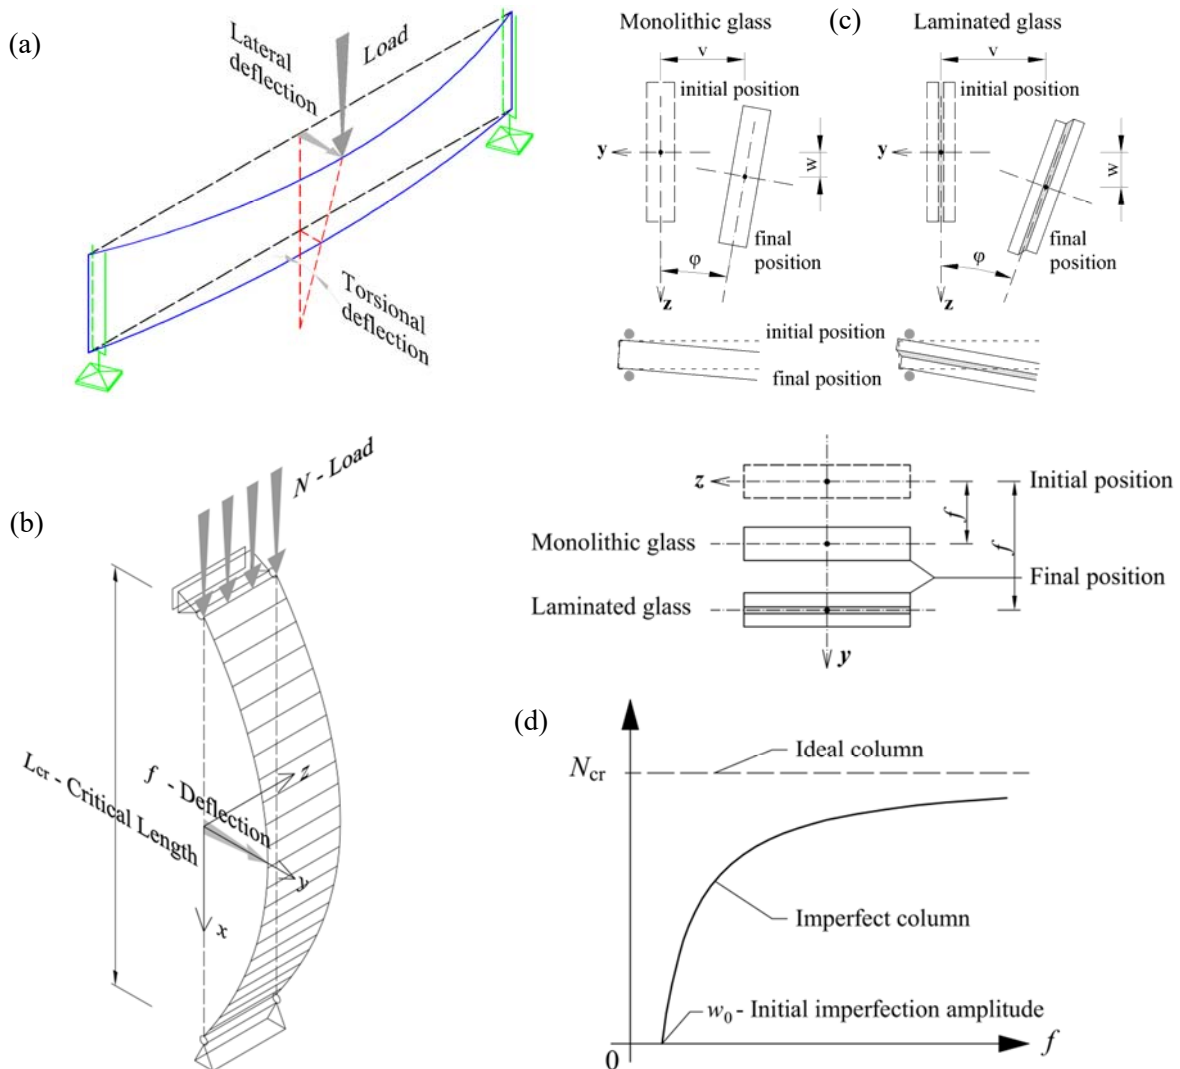 (a)
Lateral
deflection
Load
Torsional
deflection
Monolithic glass
(c)
Laminated glass
v
v
initial position
initial position
y
y
w
w
final
position
final
position
φ
φ
z
z
initial position
final position
(b)
N - Load
Lcr - Critical Length
f - Deflection
z
y
x
z
Initial position
f
f
Monolithic glass
Final position
Laminated glass
y
(d)
Ideal column
Ncr
Imperfect column
w0 - Initial imperfection amplitude
0
f